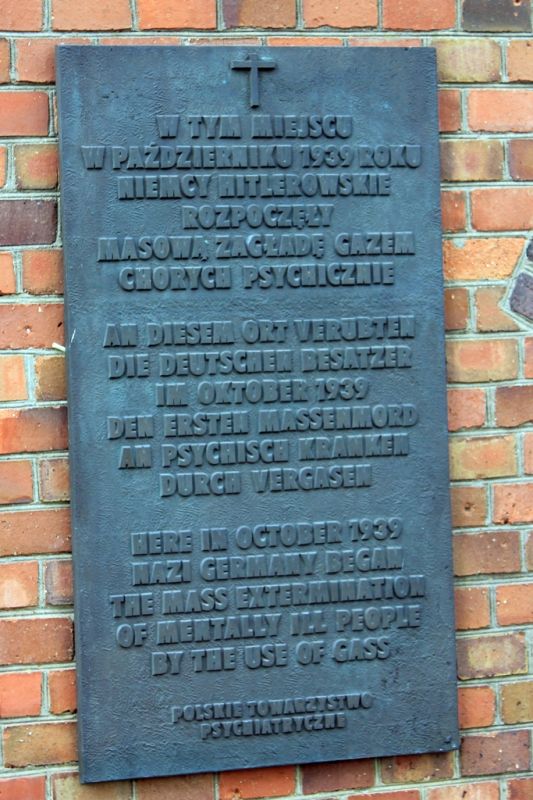 W TYM MIEJSCU
W PAŹDZIERNIKU 1939 ROKU
NIEMCY HITLEROWSKIE
ROZPOCZĘŁY
MASOWĄ ZAGŁADĘ GAZEM
CHORYCH PSYCHICZNIE
AN DIESEM ORT VERÜBTEN
DIE DEUTSCHEN BESATZER
IM OKTOBER 1939
DEN ERSTEN MASSENMORD
AN PSYCHISCH KRANKEN
DURCH VERGASEN
HERE IN OCTOBER 1939
NAZI GERMANY BEGAN
THE MASS EXTERMINATION
OF MENTALLY ILL PEOPLE
BY THE USE OF GASS
POLSKIE TOWARZYSTWO
PSYCHIATRYCZNE